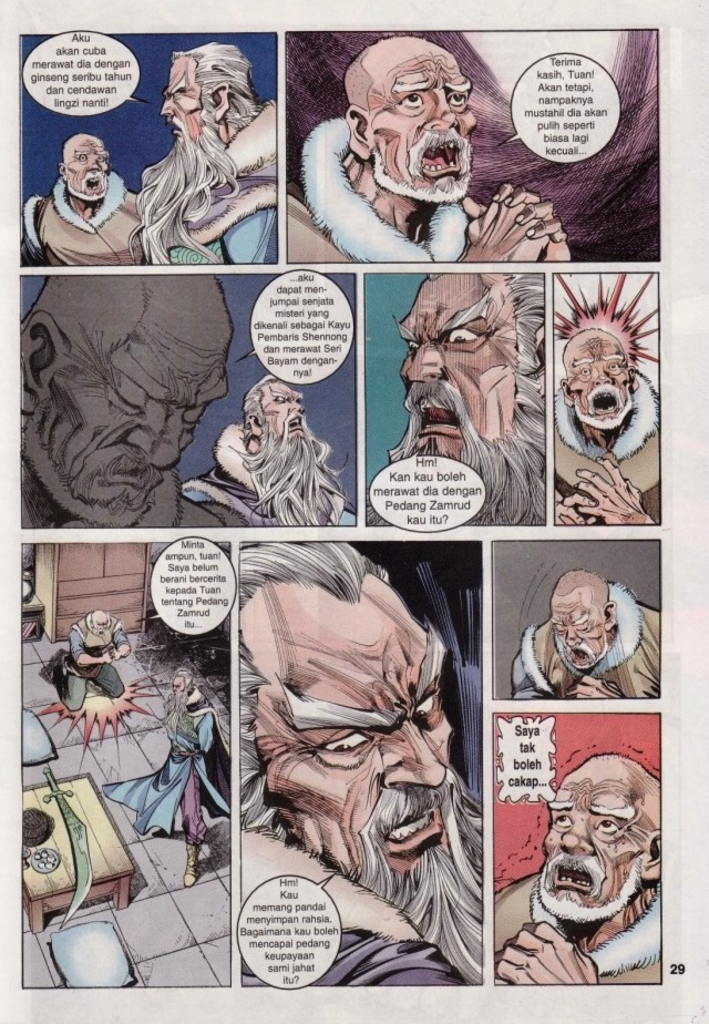 Aku
akan cuba
merawat dia dengan
ginseng seribu tahun
dan cendawan
lingzi nanti!
Terima
kasih, Tuan!
Akan tetapi,
nampaknya
mustahil dia akan
pulih seperti
biasa lagi
kecuali...
...aku
dapat men-
jumpai senjata
misteri yang
dikenali sebagai Kayu
Pembaris Shennong
dan merawat Seri
Bayam dengan-
nya!
Hm!
Kan kau boleh
merawat dia dengan
Pedang Zamrud
kau itu?
Minta
ampun, tuan!
Saya belum
berani bercerita
kepada Tuan
tentang Pedang
Zamrud
itu...
Hm!
Kau
memang pandai
menyimpan rahsia.
Bagaimana kau boleh
mencapai pedang
keupayaan
sami jahat
itu?
Saya
tak
boleh
cakap...
29